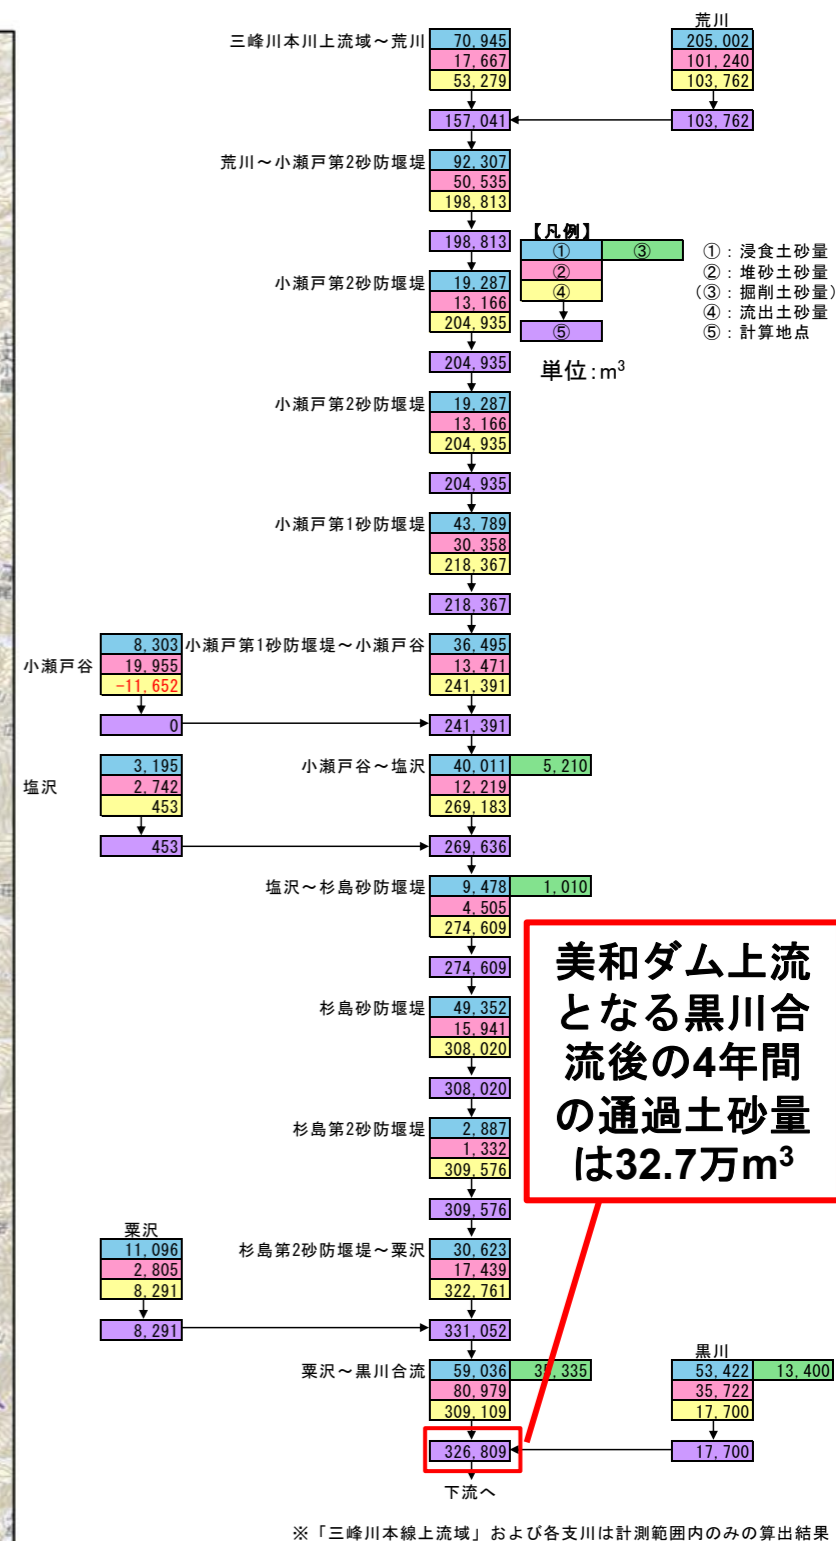 荒川
三峰川本川上流域～荒川 70,945 205,002
17,667 101,240
53,279 103,762
157,041 103,762
荒川～小瀬戸第2砂防堰堤 92,307
50,535
198,813
198,813
【凡例】
① ③ ①：浸食土砂量
② ②：堆砂土砂量
④ (③：掘削土砂量)
④：流出土砂量
⑤ ⑤：計算地点
単位:m³
小瀬戸第2砂防堰堤 19,287
13,166
204,935
204,935
小瀬戸第2砂防堰堤 19,287
13,166
204,935
204,935
小瀬戸第1砂防堰堤 43,789
30,358
218,367
218,367
8,303 小瀬戸第1砂防堰堤～小瀬戸谷 36,495
小瀬戸谷 19,955 13,471
-11,652 241,391
0 241,391
3,195 小瀬戸谷～塩沢 40,011 5,210
塩沢 2,742 12,219
453 269,183
453 269,636
塩沢～杉島砂防堰堤 9,478 1,010
4,505
274,609
274,609
杉島砂防堰堤 49,352
15,941
308,020
308,020
杉島第2砂防堰堤 2,887
1,332
309,576
309,576
美和ダム上流
となる黒川合
流後の4年間
の通過土砂量
は32.7万m³
粟沢
11,096 杉島第2砂防堰堤～粟沢 30,623
2,805 17,439
8,291 322,761
8,291 331,052
黒川
粟沢～黒川合流 59,036 35,335 53,422 13,400
80,979 35,722
309,109 17,700
326,809 17,700
下流へ
※「三峰川本線上流域」および各支川は計測範囲内のみの算出結果